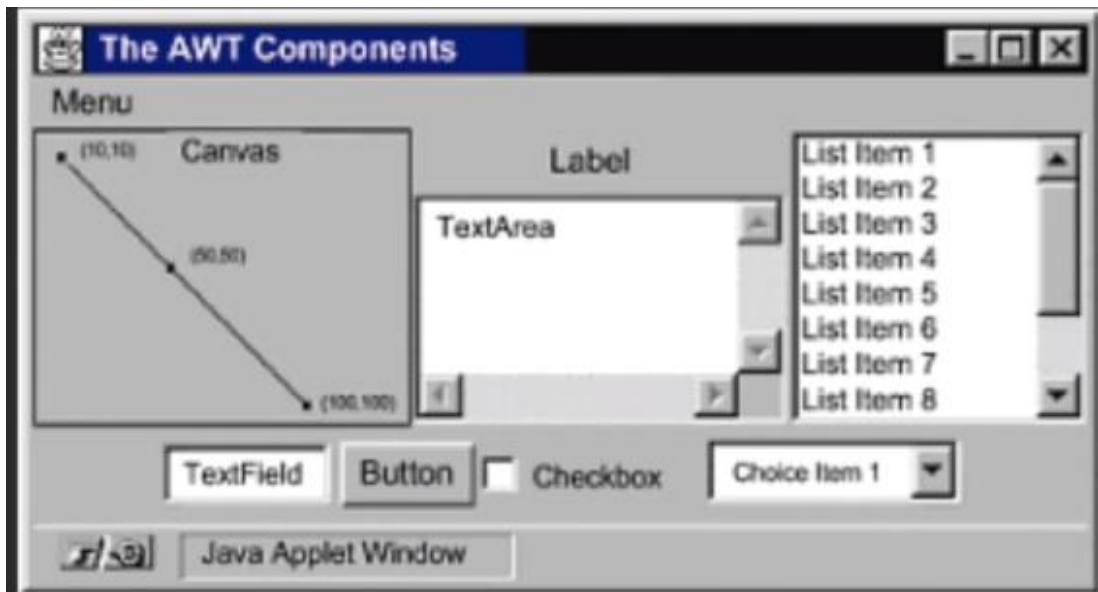 The AWT Components
Menu
(10,10)
Canvas
(50,50)
(100,100)
Label
TextArea
List Item 1
List Item 2
List Item 3
List Item 4
List Item 5
List Item 6
List Item 7
List Item 8
TextField
Button
Checkbox
Choice Item 1
Java Applet Window